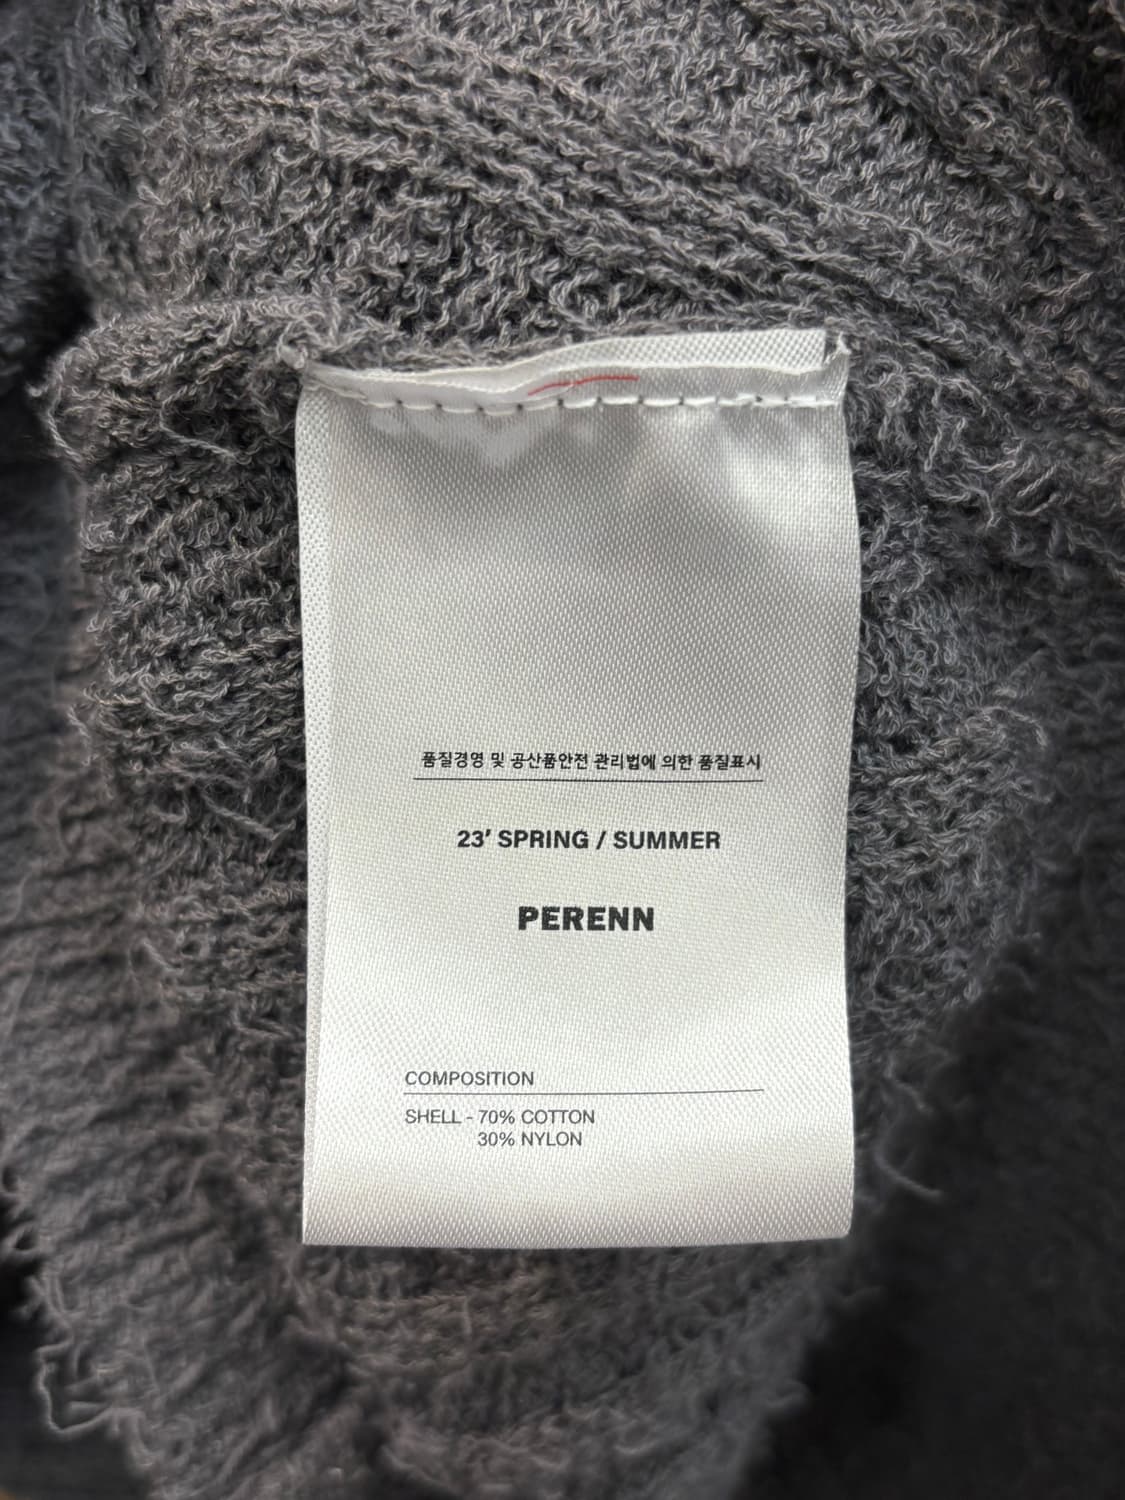 품질경영 및 공산품안전 관리법에 의한 품질표시
23' SPRING / SUMMER
PERENN
COMPOSITION
SHELL - 70% COTTON
30% NYLON